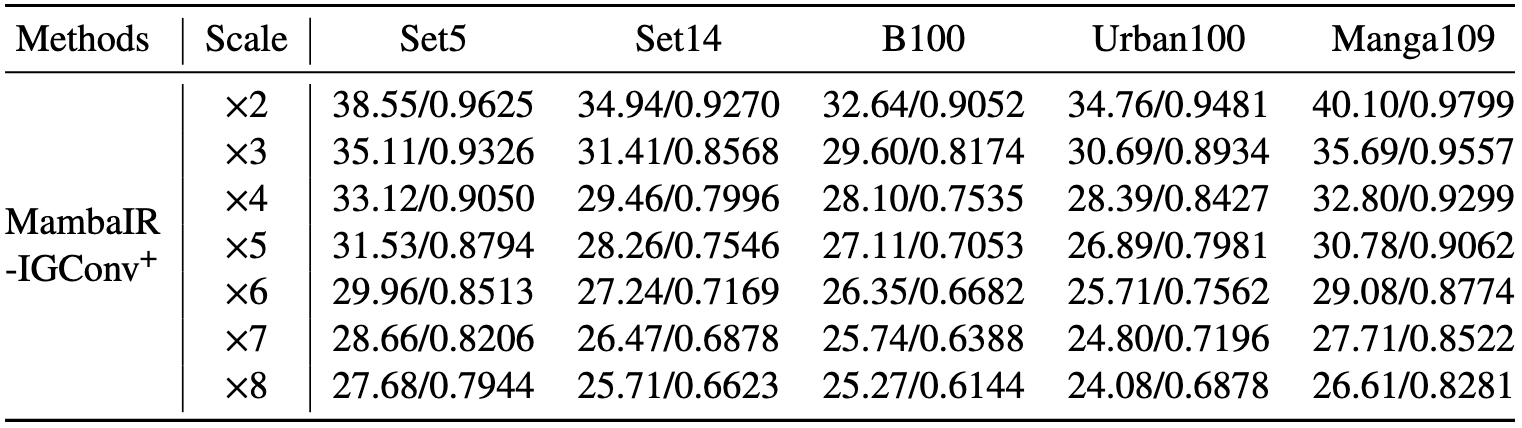 Methods Scale Set5 Set14 B100 Urban100 Manga109
×2 38.55/0.9625 34.94/0.9270 32.64/0.9052 34.76/0.9481 40.10/0.9799
×3 35.11/0.9326 31.41/0.8568 29.60/0.8174 30.69/0.8934 35.69/0.9557
×4 33.12/0.9050 29.46/0.7996 28.10/0.7535 28.39/0.8427 32.80/0.9299
MambaIR
-IGConv⁺
×5 31.53/0.8794 28.26/0.7546 27.11/0.7053 26.89/0.7981 30.78/0.9062
×6 29.96/0.8513 27.24/0.7169 26.35/0.6682 25.71/0.7562 29.08/0.8774
×7 28.66/0.8206 26.47/0.6878 25.74/0.6388 24.80/0.7196 27.71/0.8522
×8 27.68/0.7944 25.71/0.6623 25.27/0.6144 24.08/0.6878 26.61/0.8281